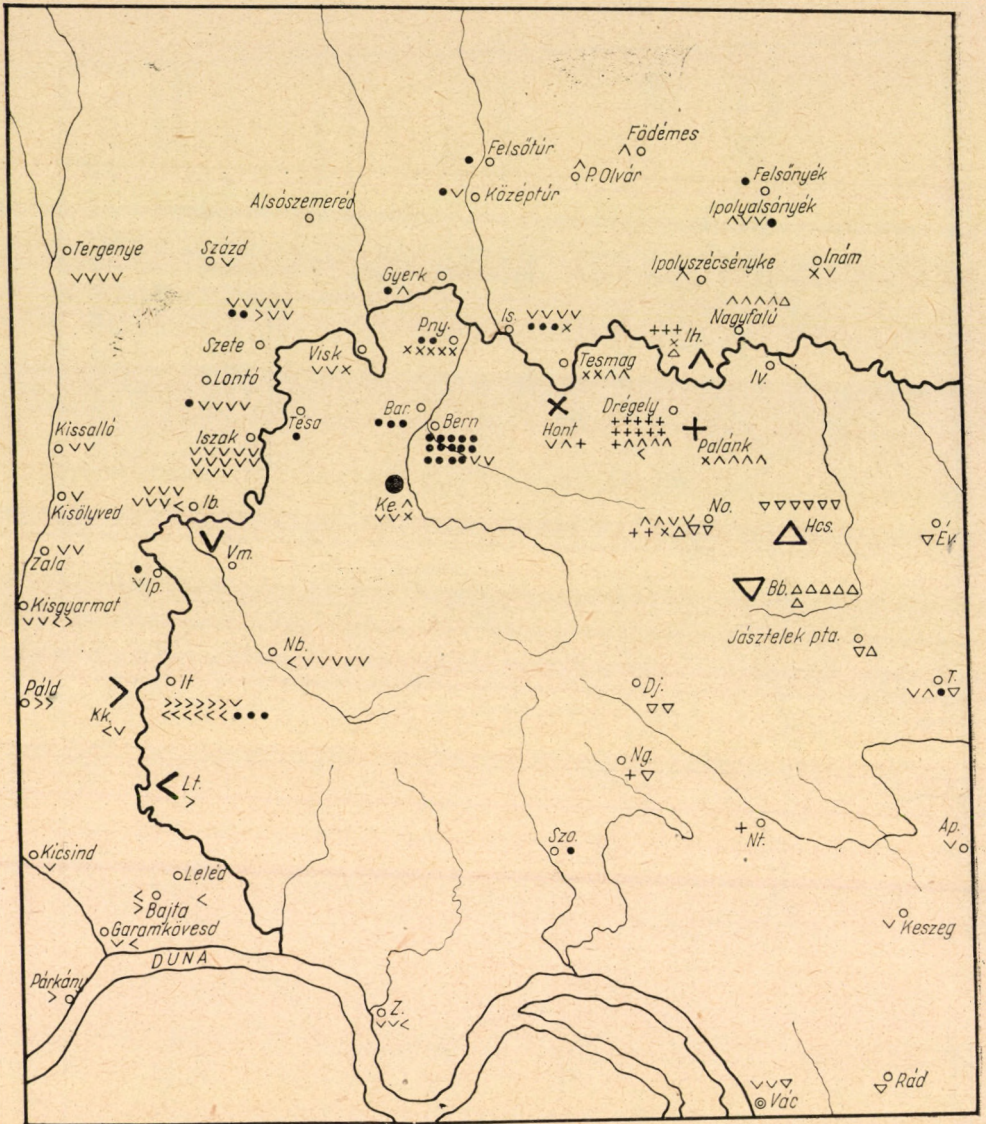 Födémes
Felsőtúr
P. Olvár
Felsőnyék
Középtúr
Alsószemeréd
Ipolyalsónyék
Tergenye
Százd
Ipolyszécsényke
Inám
Gyerk
Nagyfalú
Is.
Pny.
Ih.
Szete
Visk
Tesmag
Iv.
Lontó
Bar.
Drégely
Tésa
Bern
Kissalló
Iszak
Hont
Palánk
Ke.
Kisölyved
Ib.
No.
Hcs.
Év.
Zala
Vm.
Ip.
Bb.
Kisgyarmat
Jásztelek pta.
Nb.
Páld
It
Dj.
T.
Kk.
Ng.
Lt.
Szo.
Nt.
Ap.
Kicsind
Leléd
Bajta
Keszeg
Garamkövesd
DUNA
Párkány
Z.
Rád
Vác